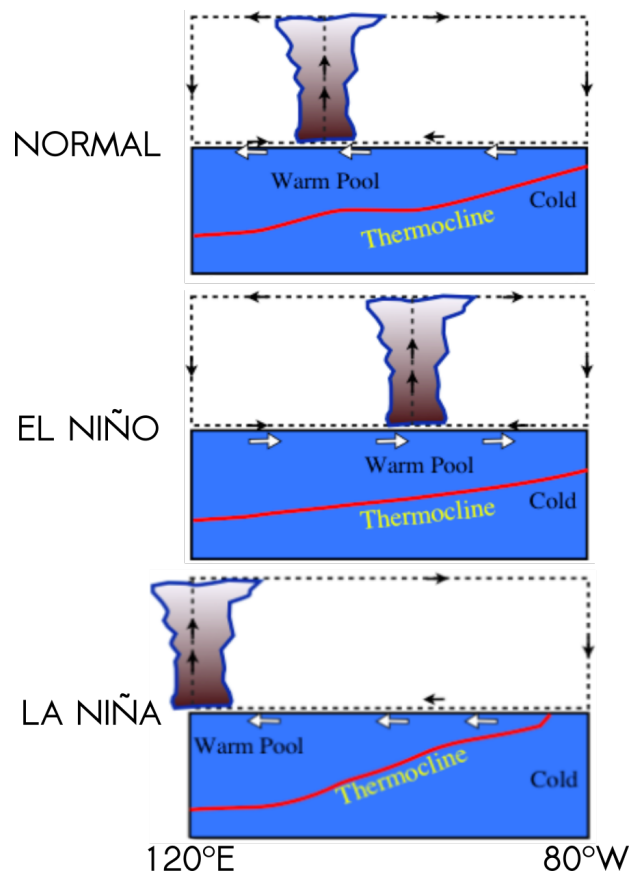 NORMAL
Warm Pool
Cold
Thermocline
EL NIÑO
Warm Pool
Cold
Thermocline
LA NIÑA
Warm Pool
Cold
Thermocline
120°E
80°W